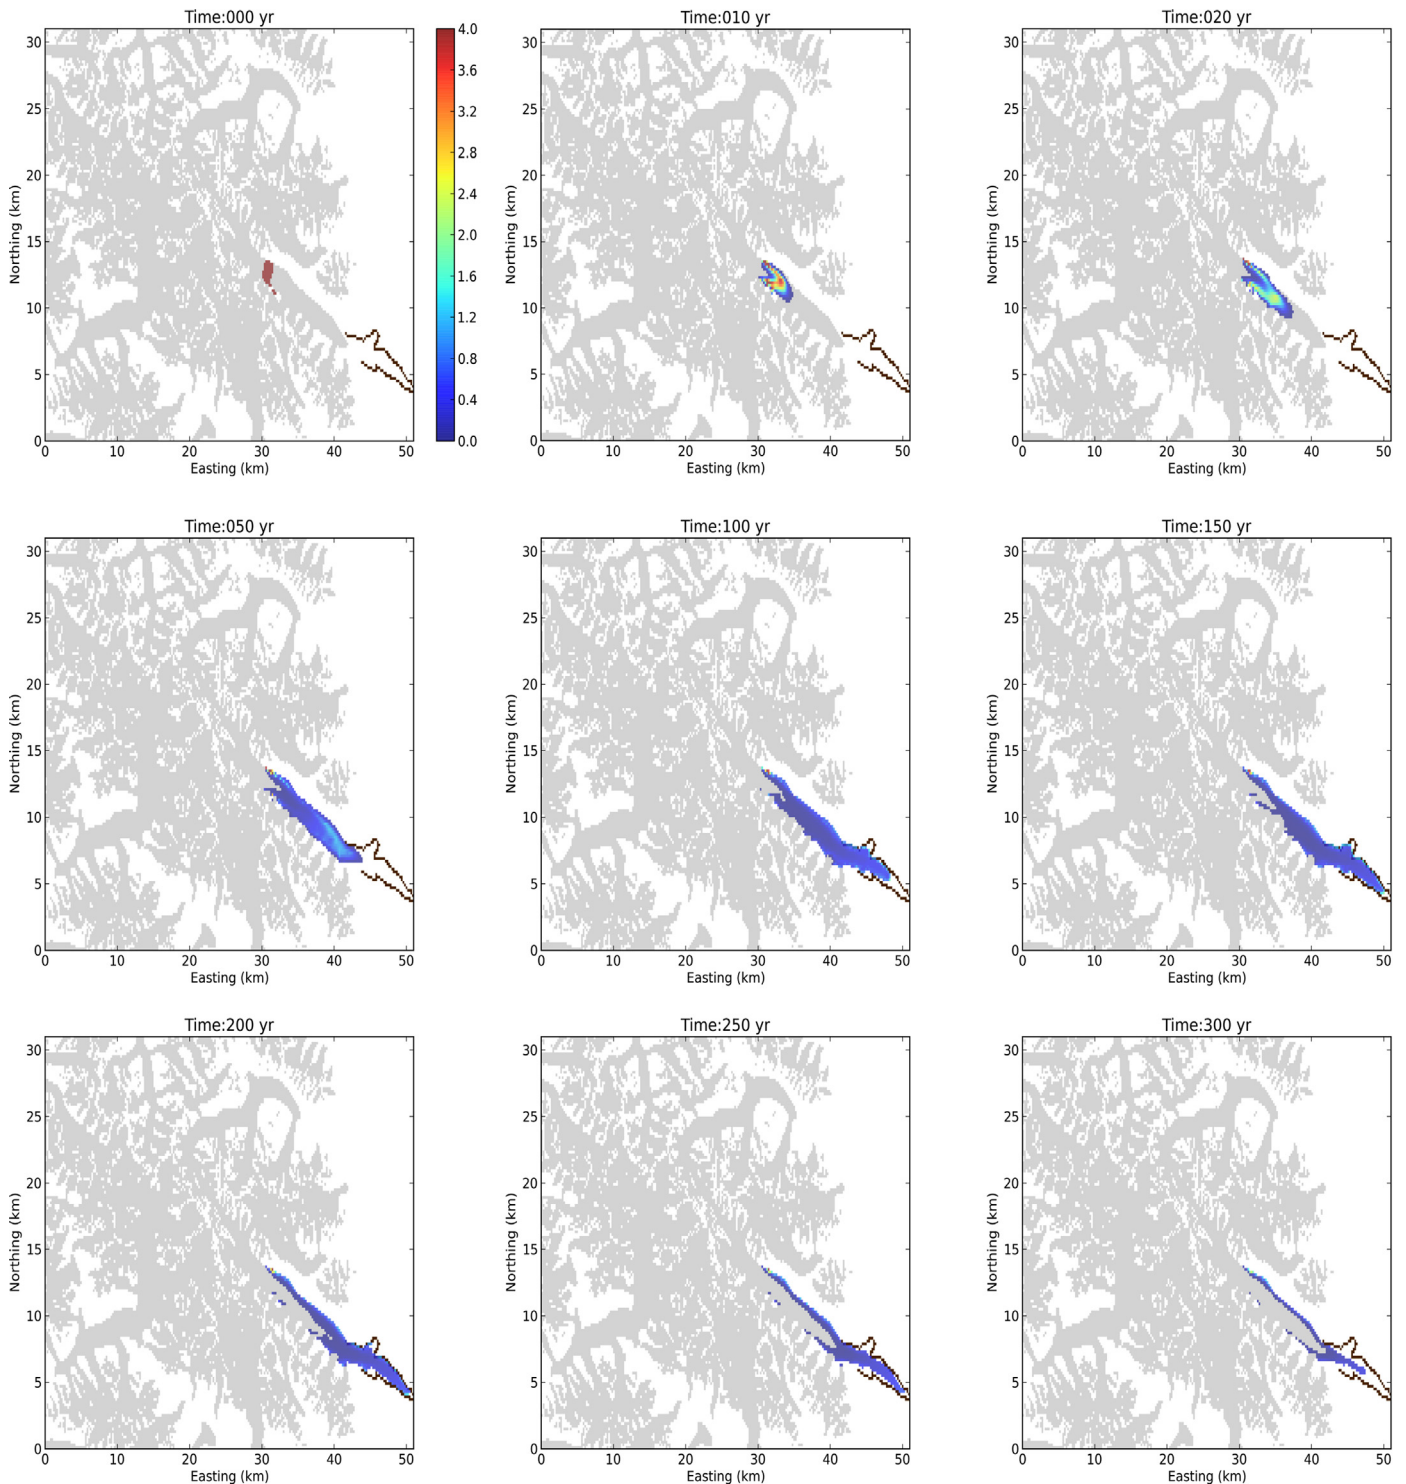 Time:000 yr
Time:010 yr
Time:020 yr
30
25
20
15
10
5
0
Northing (km)
0 10 20 30 40 50
Easting (km)
4.0
3.6
3.2
2.8
2.4
2.0
1.6
1.2
0.8
0.4
0.0
30
25
20
15
10
5
0
Northing (km)
0 10 20 30 40 50
Easting (km)
30
25
20
15
10
5
0
Northing (km)
0 10 20 30 40 50
Easting (km)
Time:050 yr
Time:100 yr
Time:150 yr
30
25
20
15
10
5
0
Northing (km)
0 10 20 30 40 50
Easting (km)
30
25
20
15
10
5
0
Northing (km)
0 10 20 30 40 50
Easting (km)
30
25
20
15
10
5
0
Northing (km)
0 10 20 30 40 50
Easting (km)
Time:200 yr
Time:250 yr
Time:300 yr
30
25
20
15
10
5
0
Northing (km)
0 10 20 30 40 50
Easting (km)
30
25
20
15
10
5
0
Northing (km)
0 10 20 30 40 50
Easting (km)
30
25
20
15
10
5
0
Northing (km)
0 10 20 30 40 50
Easting (km)